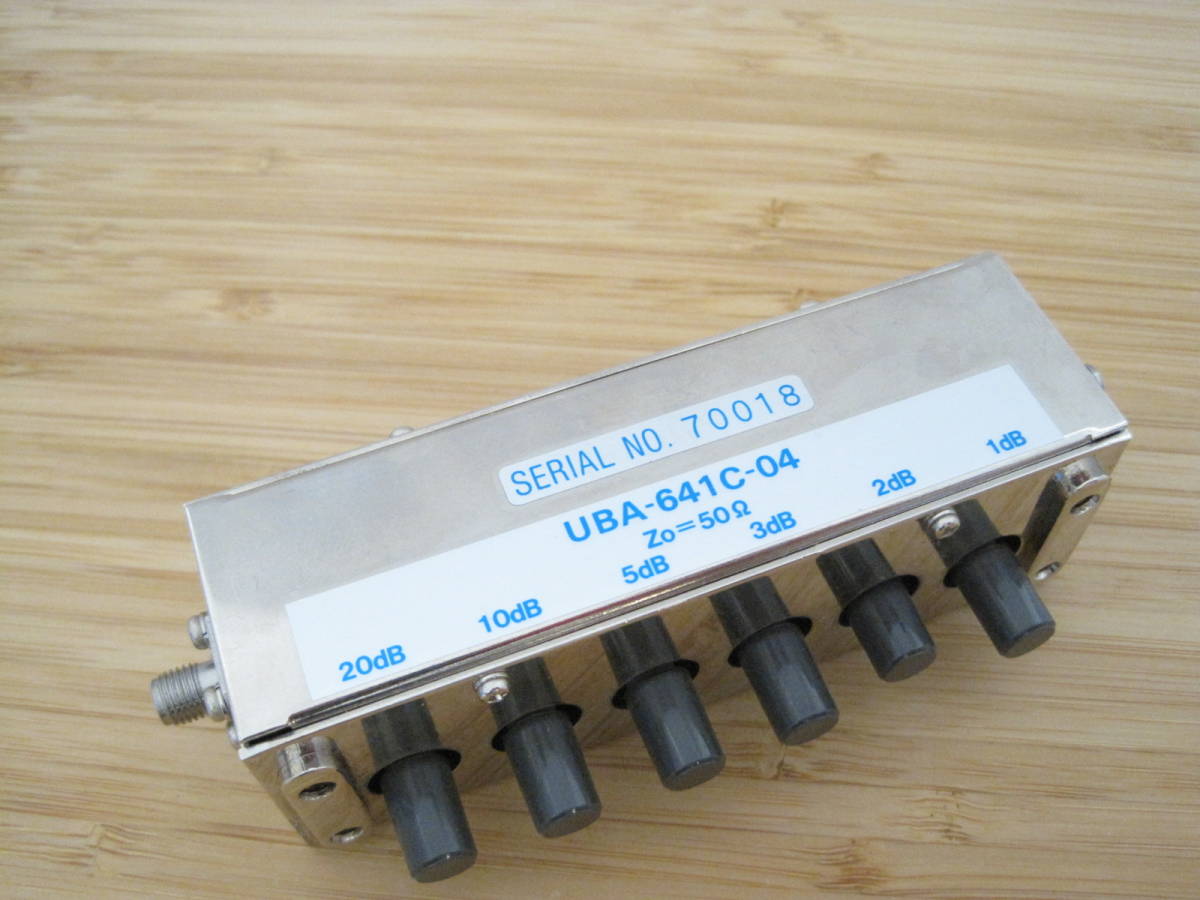 SERIAL NO. 70018
UBA-641C-04
Zo=50Ω
20dB 10dB 5dB 3dB 2dB 1dB